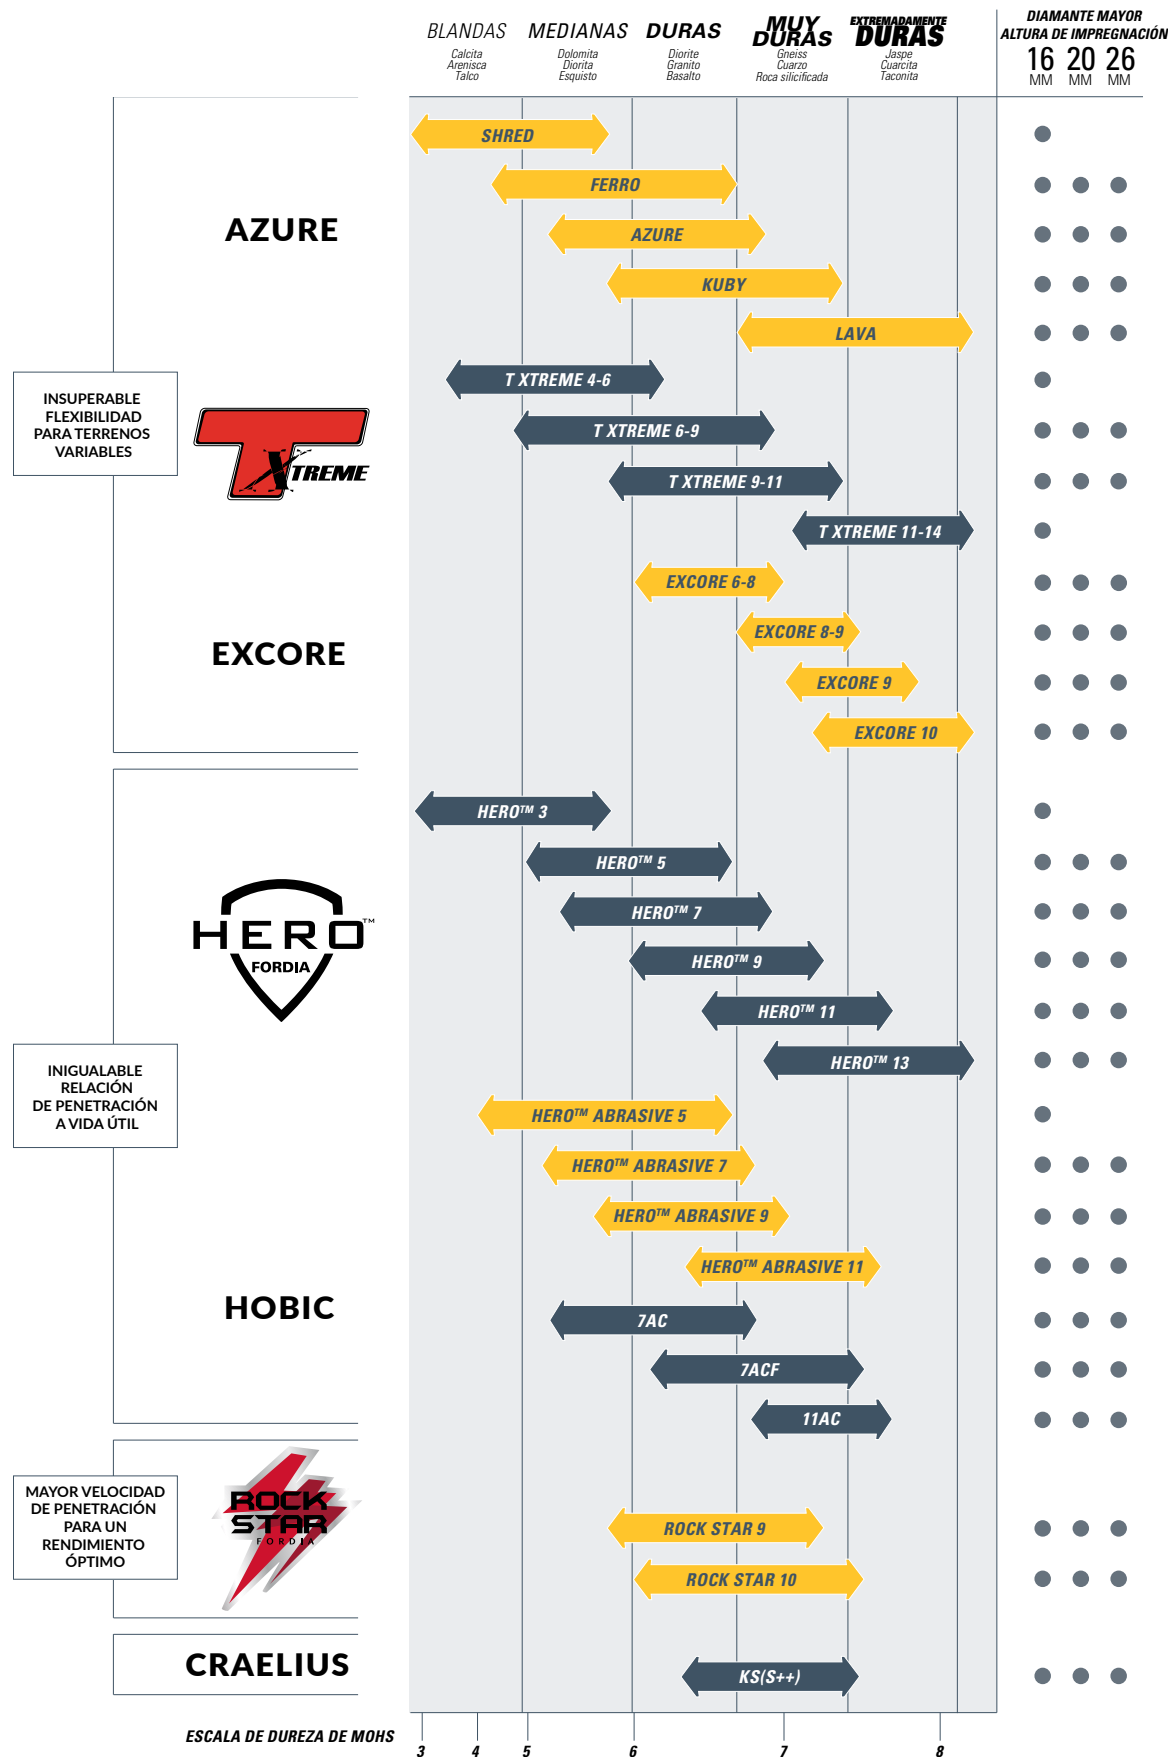 BLANDAS
Calcita
Arenisca
Talco
MEDIANAS
Dolomita
Diorita
Esquisto
DURAS
Diorite
Granito
Basalto
MUY
DURAS
Gneiss
Cuarzo
Roca silicificada
EXTREMADAMENTE
DURAS
Jaspe
Cuarcita
Taconita
DIAMANTE MAYOR
ALTURA DE IMPREGNACIÓN
16 20 26
MM MM MM
SHRED
FERRO
AZURE
AZURE
KUBY
LAVA
INSUPERABLE
FLEXIBILIDAD
PARA TERRENOS
VARIABLES
T XTREME
T XTREME 4-6
T XTREME 6-9
T XTREME 9-11
T XTREME 11-14
EXCORE
EXCORE 6-8
EXCORE 8-9
EXCORE 9
EXCORE 10
HERO™
FORDIA
HERO™ 3
HERO™ 5
HERO™ 7
HERO™ 9
HERO™ 11
HERO™ 13
INIGUALABLE
RELACIÓN
DE PENETRACIÓN
A VIDA ÚTIL
HERO™ ABRASIVE 5
HERO™ ABRASIVE 7
HERO™ ABRASIVE 9
HERO™ ABRASIVE 11
HOBIC
7AC
7ACF
11AC
MAYOR VELOCIDAD
DE PENETRACIÓN
PARA UN
RENDIMIENTO
ÓPTIMO
ROCK
STAR
FORDIA
ROCK STAR 9
ROCK STAR 10
CRAELIUS
KS(S++)
ESCALA DE DUREZA DE MOHS
3 4 5 6 7 8